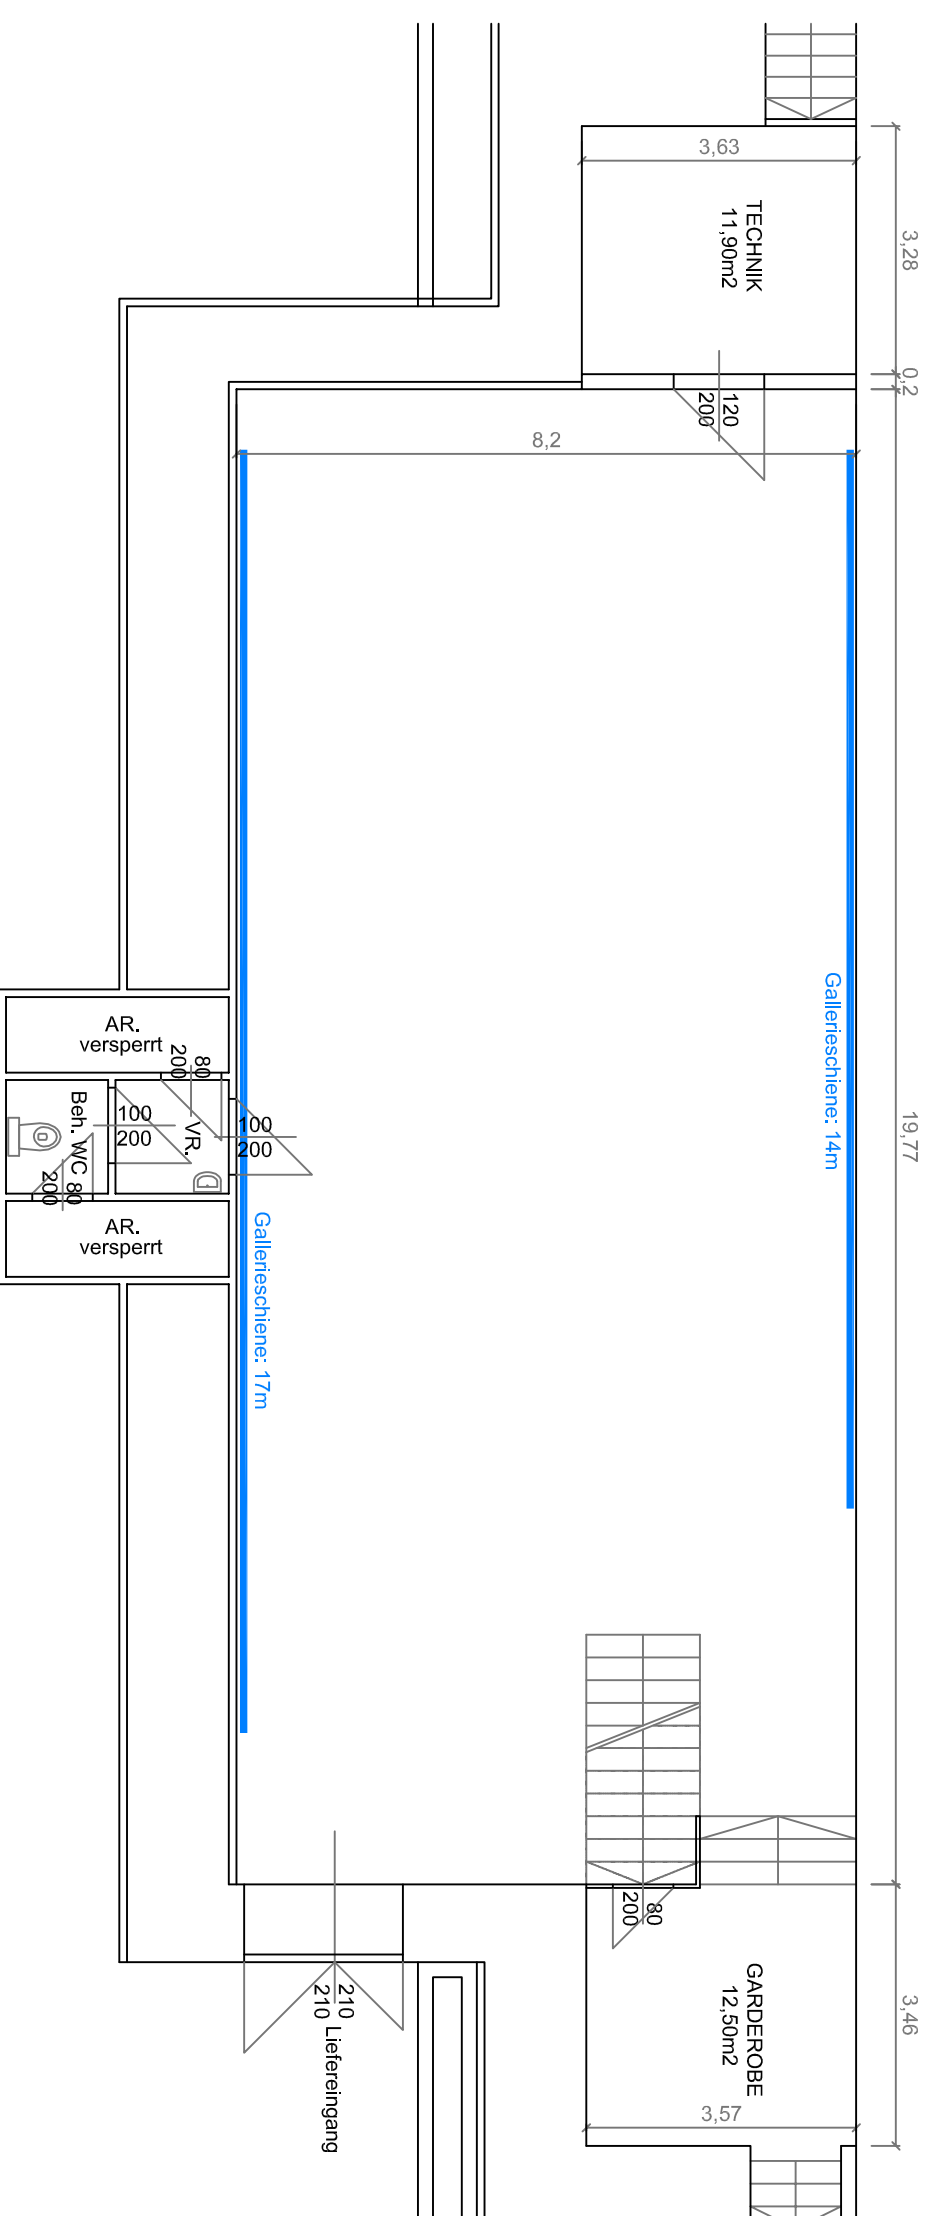 3,63
TECHNIK
11,90m2
3,28
0,2
120
200
8,2
Gallerieschiene: 14m
19,77
AR.
versperrt
80
200
Beh. WC
100
200
VR.
100
200
D
80
200
AR.
versperrt
Gallerieschiene: 17m
80
200
GARDEROBE
12,50m2
3,46
210
210
Liefereingang
3,57